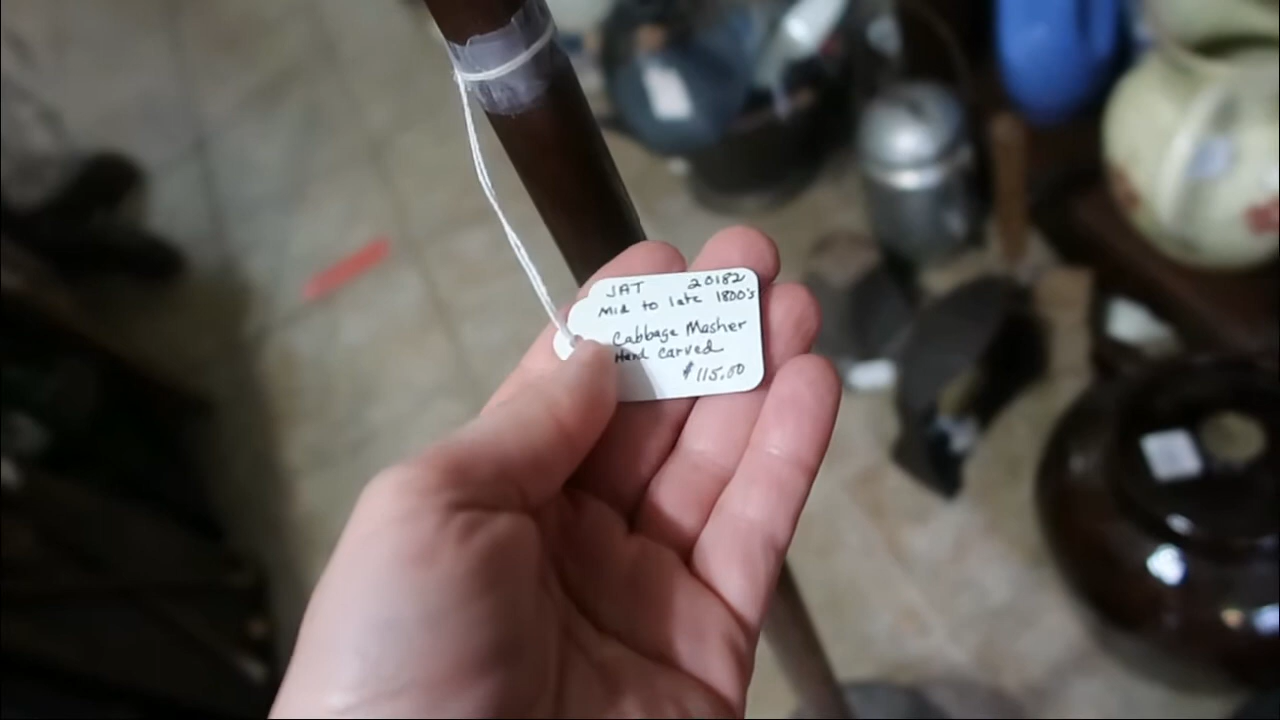 JAT 20182
Mid to late 1800's
Cabbage Masher
Hand Carved
$115.00